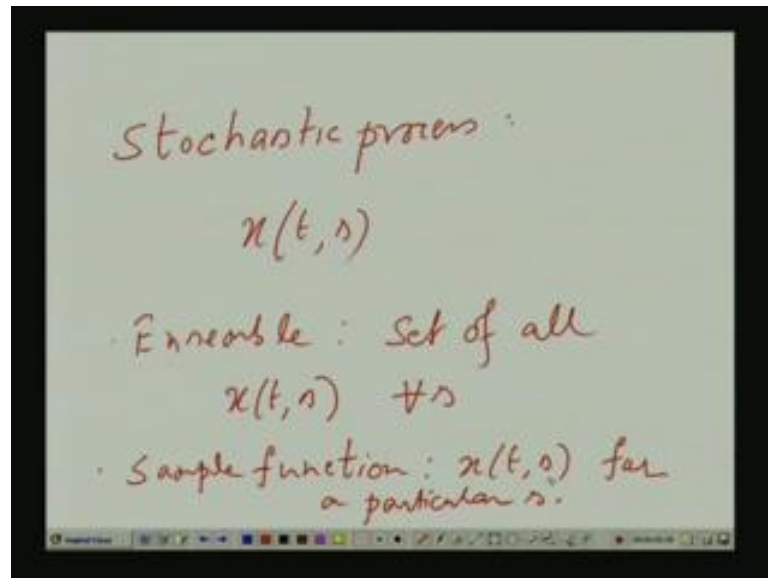 Stochastic process :
x(t, s)
Ensemble : Set of all
x(t, s) ∀s
· Sample function : x(t, s) for
a particular s.